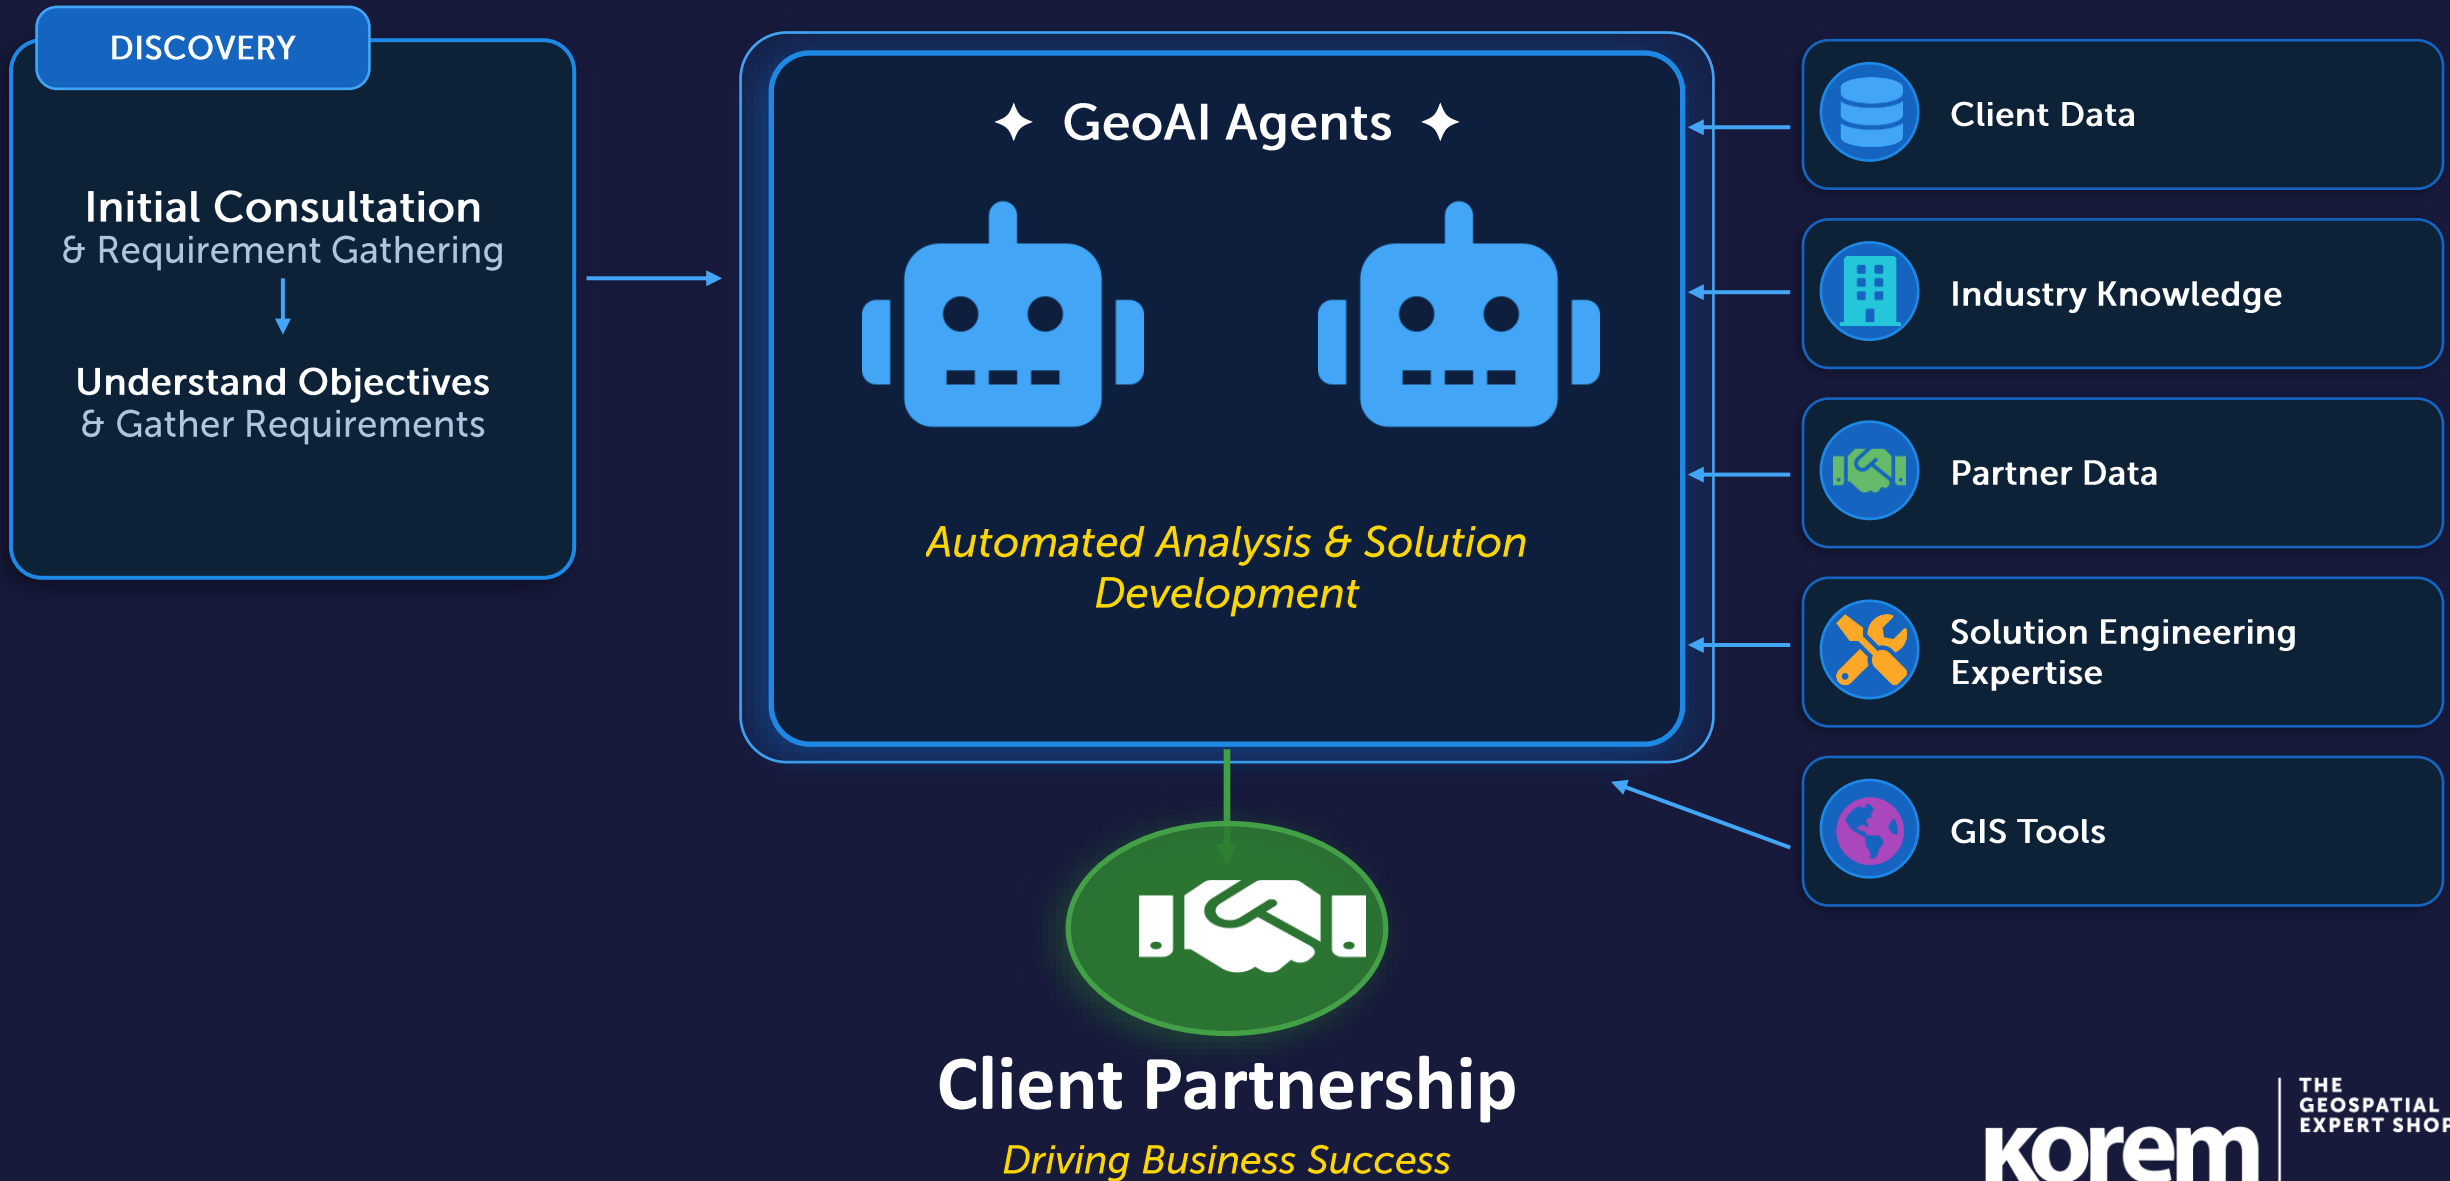 DISCOVERY
Initial Consultation
& Requirement Gathering
Understand Objectives
& Gather Requirements
GeoAI Agents
Automated Analysis & Solution
Development
Client Data
Industry Knowledge
Partner Data
Solution Engineering
Expertise
GIS Tools
Client Partnership
Driving Business Success
korem
THE
GEOSPATIAL
EXPERT SHOP